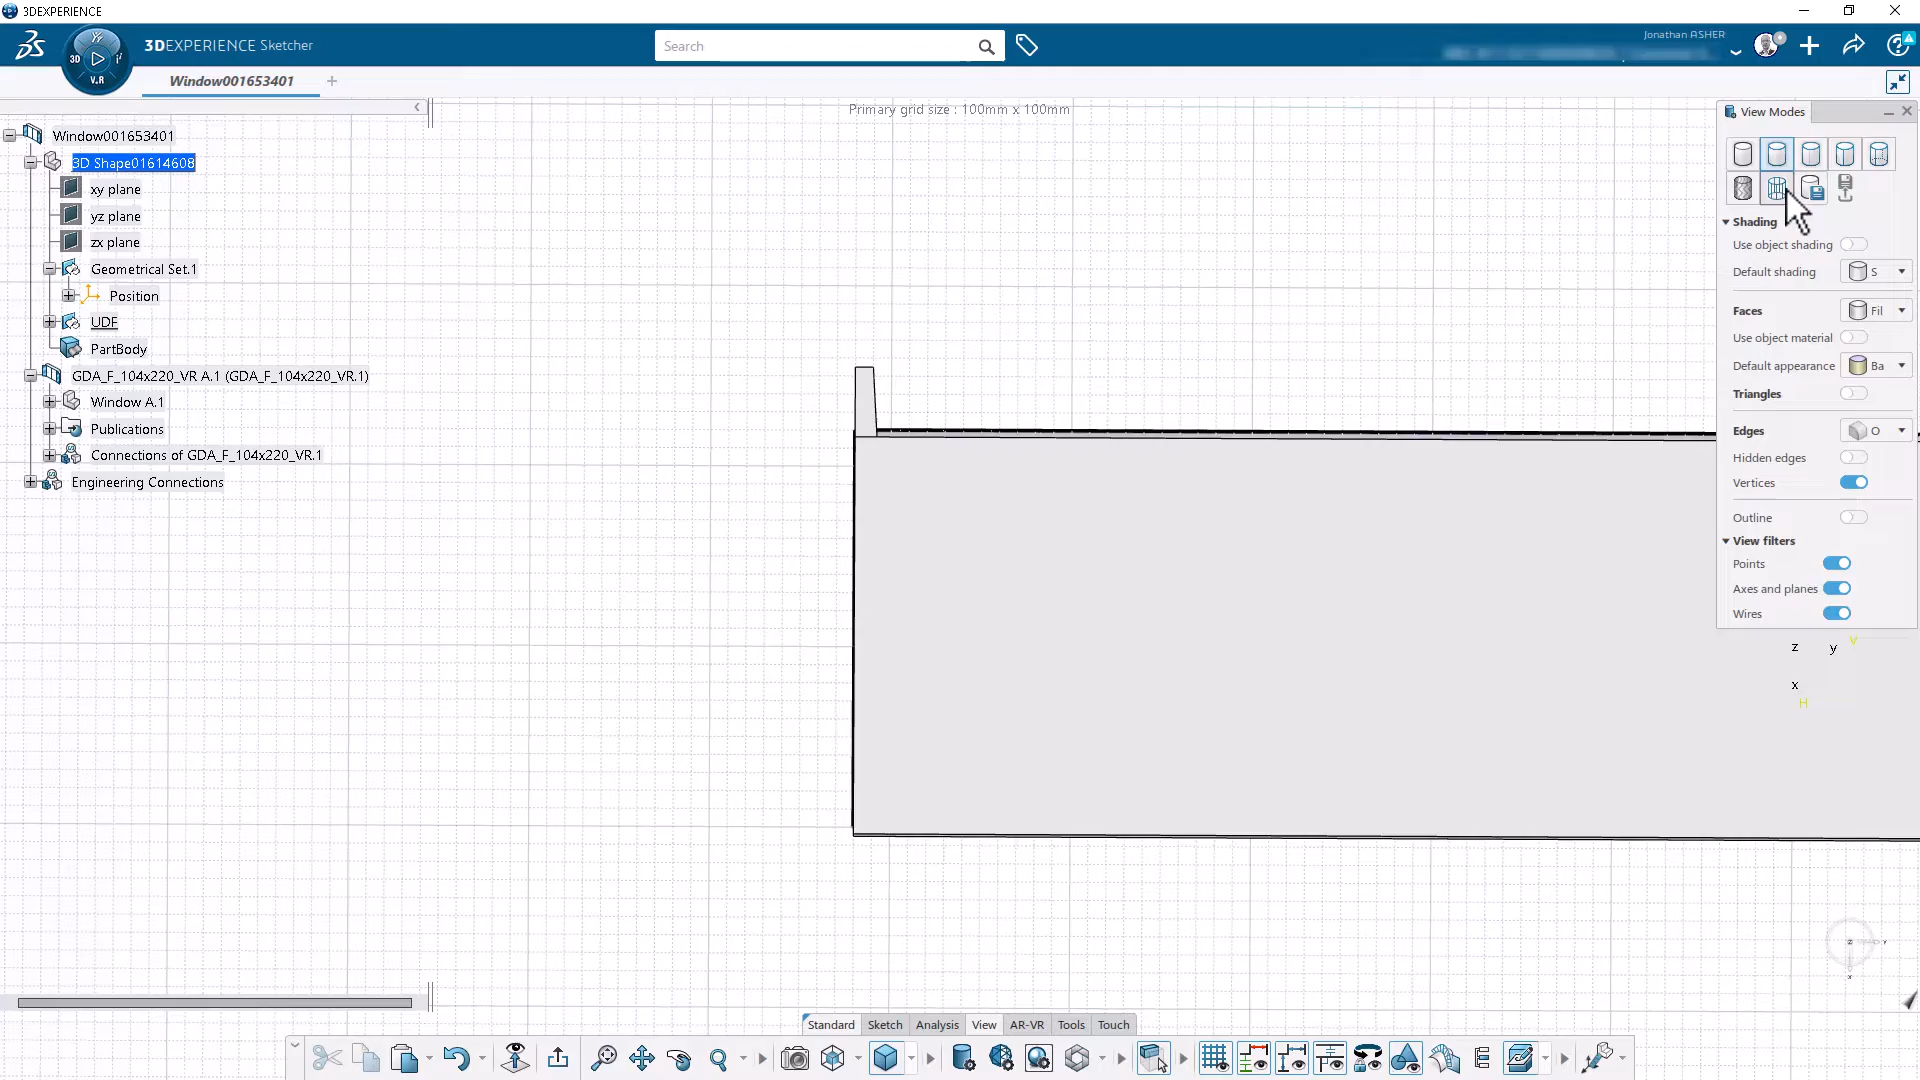 3DEXPERIENCE
3DEXPERIENCE Sketcher
3D
V.R
Search
Jonathan ASHER
Window001653401
Primary grid size : 100mm x 100mm
Window001653401
3D Shape01614608
xy plane
yz plane
zx plane
Geometrical Set.1
Position
UDF
PartBody
GDA_F_104x220_VR A.1 (GDA_F_104x220_VR.1)
Window A.1
Publications
Connections of GDA_F_104x220_VR.1
Engineering Connections
View Modes
Shading
Use object shading
Default shading S
Faces Fil
Use object material
Default appearance Ba
Triangles
Edges O
Hidden edges
Vertices
Outline
View filters
Points
Axes and planes
Wires
z y V
x
H
Standard Sketch Analysis View AR-VR Tools Touch